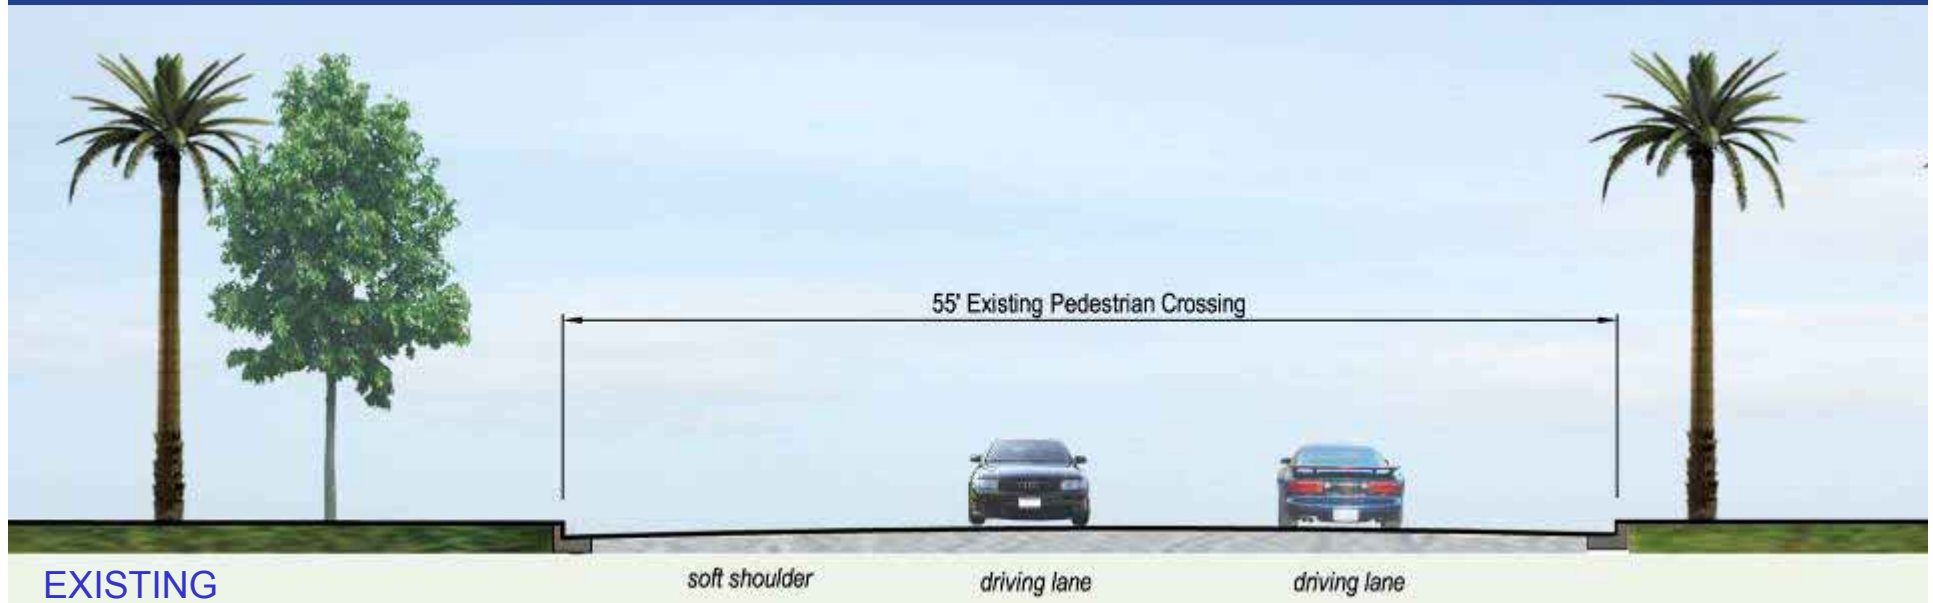 55' Existing Pedestrian Crossing
soft shoulder
driving lane
driving lane
EXISTING